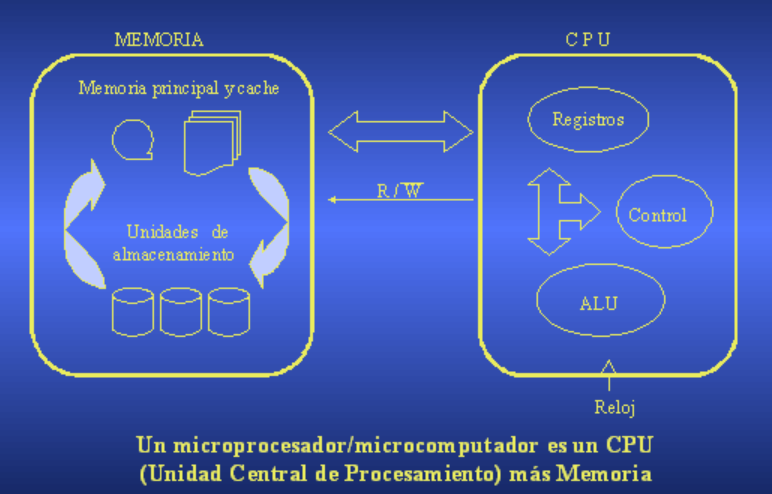 MEMORIA
CPU
Memoria principal y cache
Registros
R / W̅
Unidades de
almacenamiento
Control
ALU
Reloj
Un microprocesador/microcomputador es un CPU
(Unidad Central de Procesamiento) más Memoria